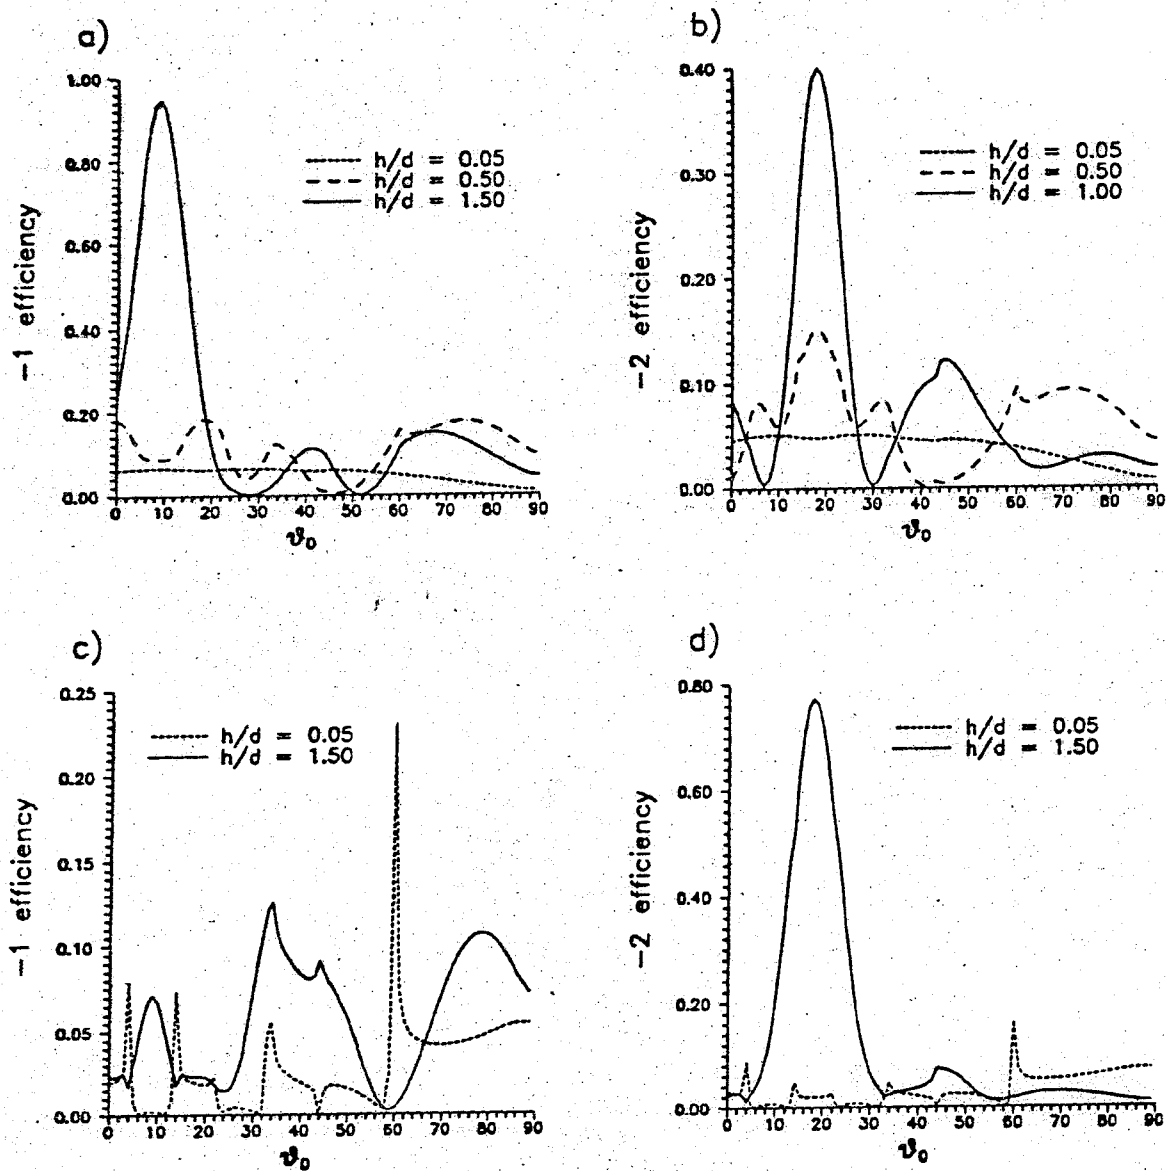 a)
1.00
0.80
0.60
0.40
0.20
0.00
-1 efficiency
h/d = 0.05
h/d = 0.50
h/d = 1.50
0 10 20 30 40 50 60 70 80 90
ϑ₀
b)
0.40
0.30
0.20
0.10
0.00
-2 efficiency
h/d = 0.05
h/d = 0.50
h/d = 1.00
0 10 20 30 40 50 60 70 80 90
ϑ₀
c)
0.25
0.20
0.15
0.10
0.05
0.00
-1 efficiency
h/d = 0.05
h/d = 1.50
0 10 20 30 40 50 60 70 80 90
ϑ₀
d)
0.80
0.60
0.40
0.20
0.00
-2 efficiency
h/d = 0.05
h/d = 1.50
0 10 20 30 40 50 60 70 80 90
ϑ₀